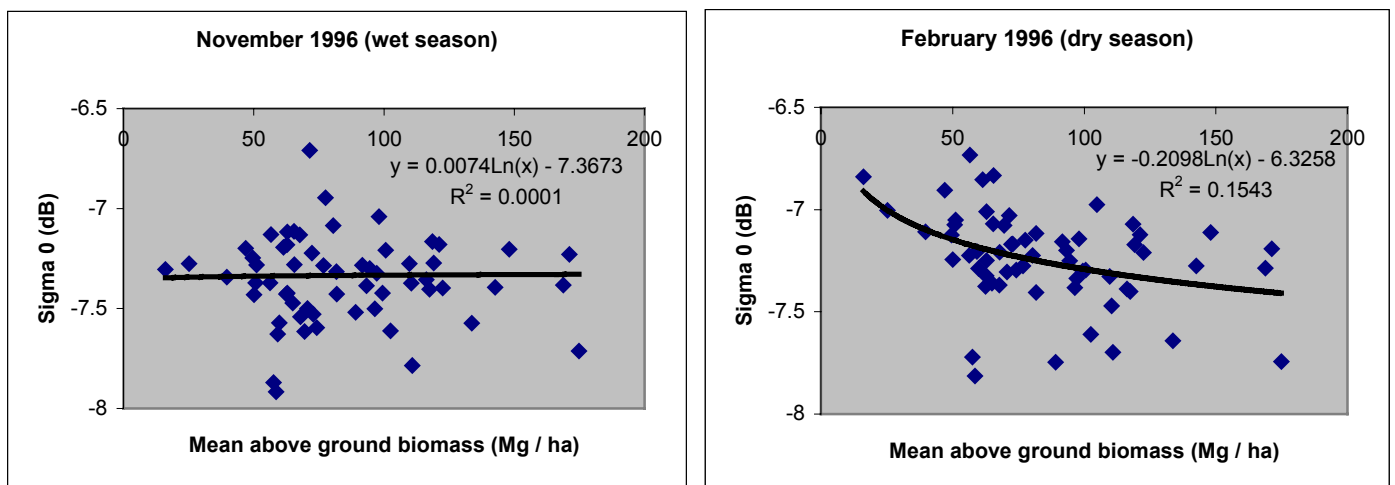 November 1996 (wet season)
-6.5
0 50 100 150 200
y = 0.0074Ln(x) - 7.3673
R² = 0.0001
-7
-7.5
-8
Sigma 0 (dB)
Mean above ground biomass (Mg / ha)
February 1996 (dry season)
-6.5
0 50 100 150 200
y = -0.2098Ln(x) - 6.3258
R² = 0.1543
-7
-7.5
-8
Sigma 0 (dB)
Mean above ground biomass (Mg / ha)